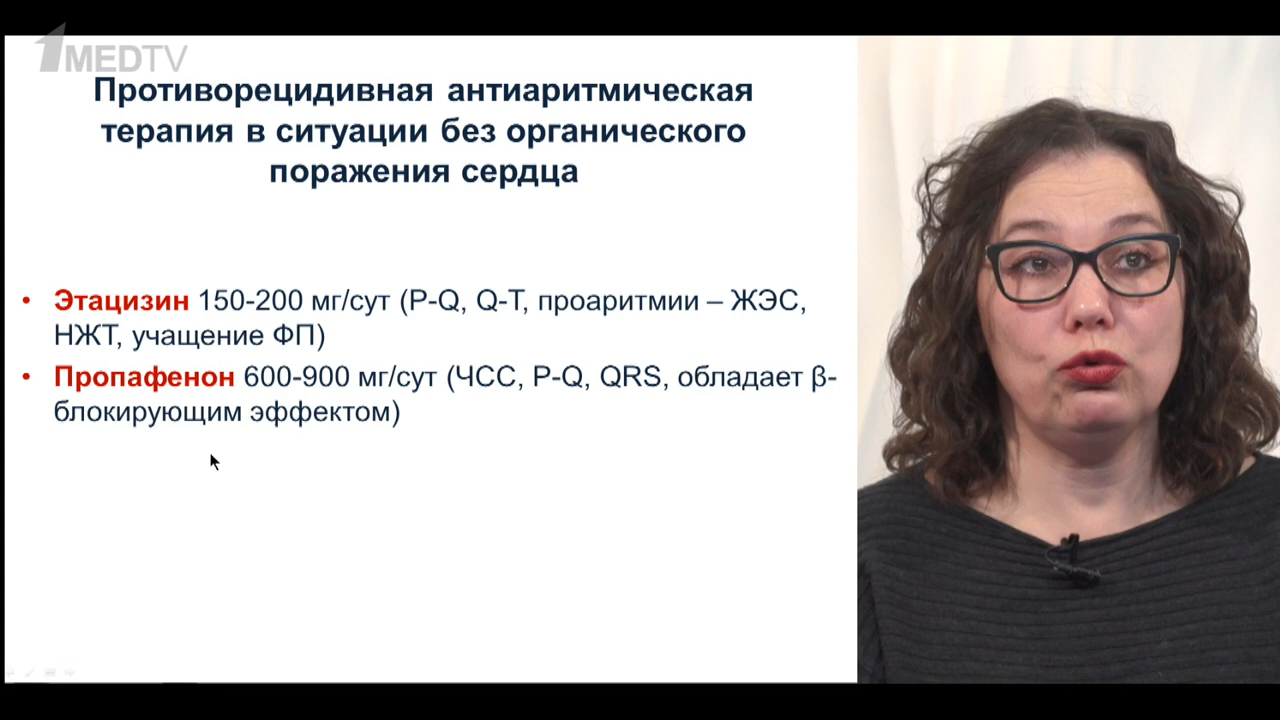 1MEDTV
Противорецидивная антиаритмическая
терапия в ситуации без органического
поражения сердца
• Этацизин 150-200 мг/сут (P-Q, Q-T, проаритмии – ЖЭС,
НЖТ, учащение ФП)
• Пропафенон 600-900 мг/сут (ЧСС, P-Q, QRS, обладает β-
блокирующим эффектом)